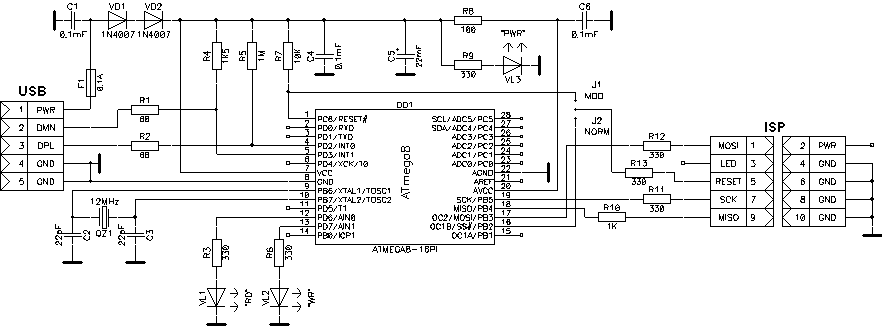 C1
0.1mF
VD1
VD2
1N4007
1N4007
F1
0.1A
R4
1K5
R5
1M
R7
10K
C4
0.1mF
C5
+
22mF
R8
100
R9
330
"PWR"
VL3
C6
0.1mF
USB
1 PWR
2 DMN
3 DPL
4 GND
5 GND
R1
68
R2
68
12MHz
QZ1
22pF
C2
22pF
C3
R3
330
R6
330
VL1
"RD"
VL2
"WR"
DD1
ATmega8
1 PC6/RESET#
2 PD0/RXD
3 PD1/TXD
4 PD2/INT0
5 PD3/INT1
6 PD4/XCK/T0
7 VCC
8 GND
9 PB6/XTAL1/TOSC1
10 PB7/XTAL2/TOSC2
11 PD5/T1
12 PD6/AIN0
13 PD7/AIN1
14 PB0/ICP1
SCL/ADC5/PC5 28
SDA/ADC4/PC4 27
ADC3/PC3 26
ADC2/PC2 25
ADC1/PC1 24
ADC0/PC0 23
AGND 22
AREF 21
AVCC 20
SCK/PB5 19
MISO/PB4 18
OC2/MOSI/PB3 17
OC1B/SS#/PB2 16
OC1A/PB1 15
ATMEGA8-16PI
J1
MOD
J2
NORM
R12
330
R13
330
R11
330
R10
1K
ISP
MOSI 1
LED 3
RESET 5
SCK 7
MISO 9
2 PWR
4 GND
6 GND
8 GND
10 GND